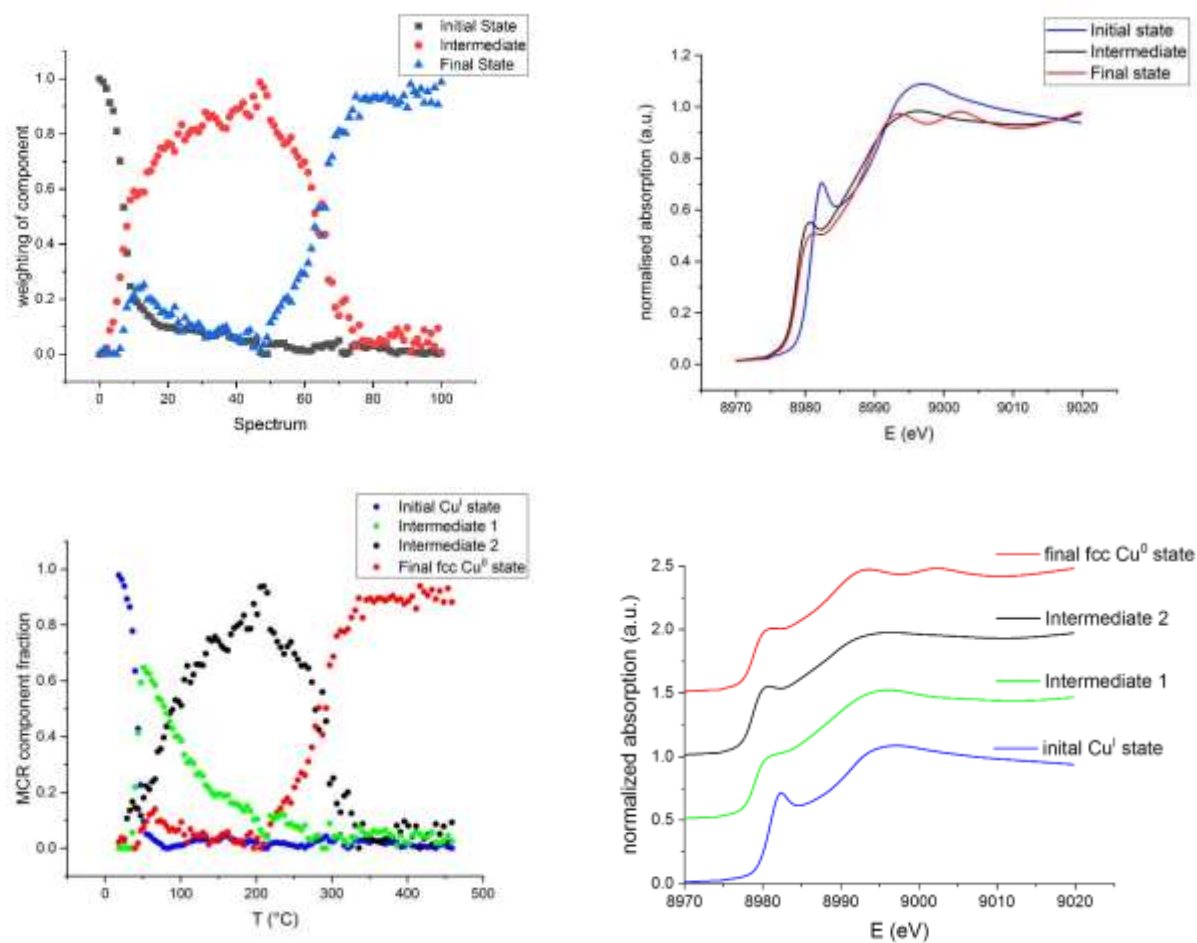 Initial State
Intermediate
Final State
1.0
0.8
0.6
0.4
0.2
0.0
weighting of component
0
20
40
60
80
100
Spectrum
Initial state
Intermediate
Final state
1.2
1.0
0.8
0.6
0.4
0.2
0.0
normalised absorption (a.u.)
8970
8980
8990
9000
9010
9020
E (eV)
Initial Cuᴵ state
Intermediate 1
Intermediate 2
Final fcc Cu⁰ state
1.0
0.8
0.6
0.4
0.2
0.0
MCR component fraction
0
100
200
300
400
500
T (°C)
final fcc Cu⁰ state
Intermediate 2
Intermediate 1
inital Cuᴵ state
2.5
2.0
1.5
1.0
0.5
0.0
normalized absorption (a.u.)
8970
8980
8990
9000
9010
9020
E (eV)